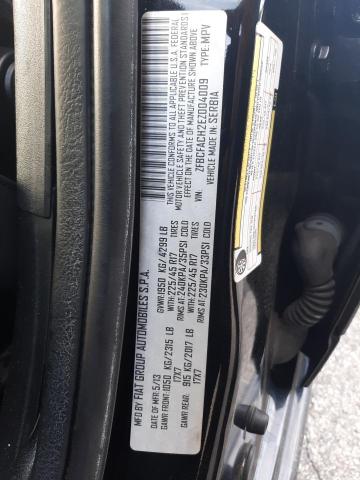 MFD BY FIAT GROUP AUTOMOBILES S.P.A.
DATE OF MFR: 5/13 GVWR: 1950 KG/4299 LB
GAWR FRONT: 1050 KG/2315 LB WITH: 225/45 R17 TIRES
17X7 RIMS AT: 240KPA/35PSI COLD
GAWR REAR: 915 KG/2017 LB WITH: 225/45 R17 TIRES
17X7 RIMS AT: 230KPA/33PSI COLD
THIS VEHICLE CONFORMS TO ALL APPLICABLE U.S.A. FEDERAL
MOTOR VEHICLE SAFETY, BUMPER AND THEFT PREVENTION STANDARDS IN
EFFECT ON THE DATE OF MANUFACTURE SHOWN ABOVE
ZFBCFACH2EZ004009 TYPE: MPV
VEHICLE MADE IN: SERBIA